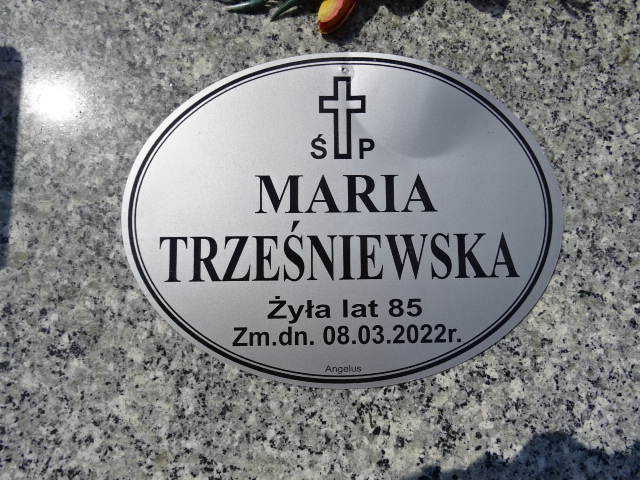 Ś P
MARIA
TRZEŚNIEWSKA
Żyła lat 85
Zm.dn. 08.03.2022r.
Angelus